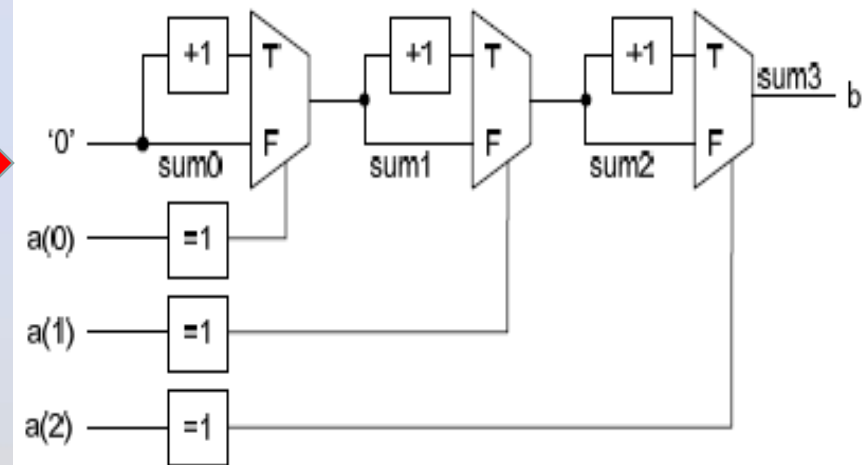 +1 T +1 T +1 T
sum3 b
'0' F F F
sum0 sum1 sum2
a(0) =1
a(1) =1
a(2) =1